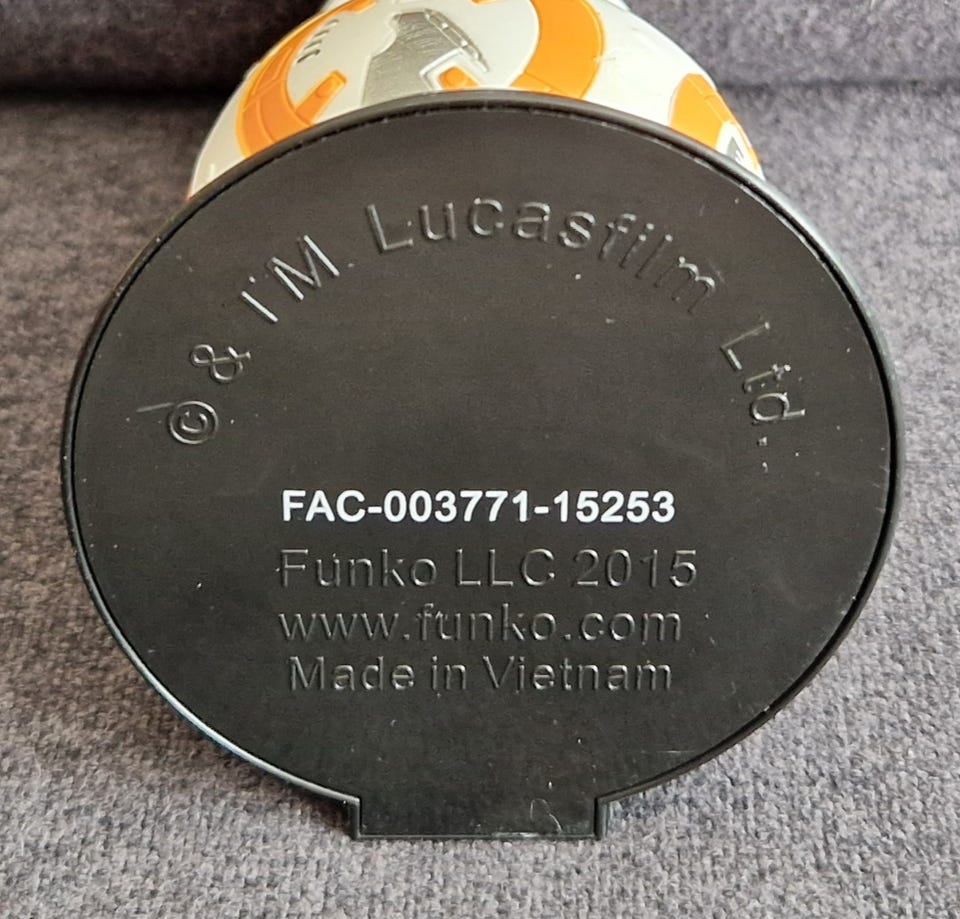 © & TM. Lucasfilm Ltd.
FAC-003771-15253
Funko LLC 2015
www.funko.com
Made in Vietnam